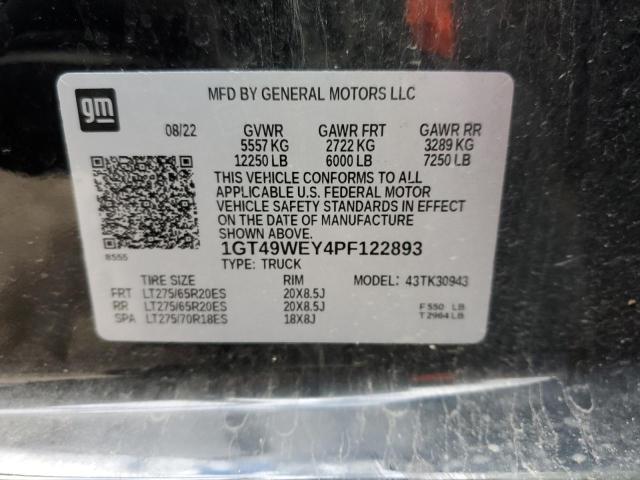 gm
MFD BY GENERAL MOTORS LLC
08/22 GVWR GAWR FRT GAWR RR
5557 KG 2722 KG 3289 KG
12250 LB 6000 LB 7250 LB
THIS VEHICLE CONFORMS TO ALL
APPLICABLE U.S. FEDERAL MOTOR
VEHICLE SAFETY STANDARDS IN EFFECT
ON THE DATE OF MANUFACTURE
SHOWN ABOVE.
8555 1GT49WEY4PF122893
TYPE: TRUCK
TIRE SIZE RIM MODEL: 43TK30943
FRT LT275/65R20ES 20X8.5J
RR LT275/65R20ES 20X8.5J F 550 LB
SPA LT275/70R18ES 18X8J T 2964 LB